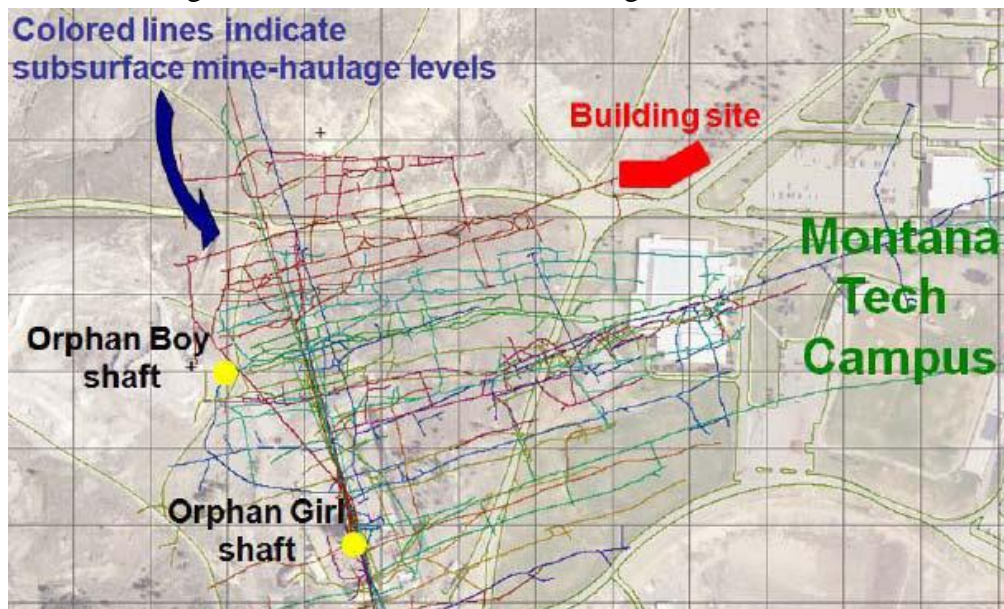 Colored lines indicate
subsurface mine-haulage levels
Building site
Montana
Tech
Campus
Orphan Boy
shaft
Orphan Girl
shaft